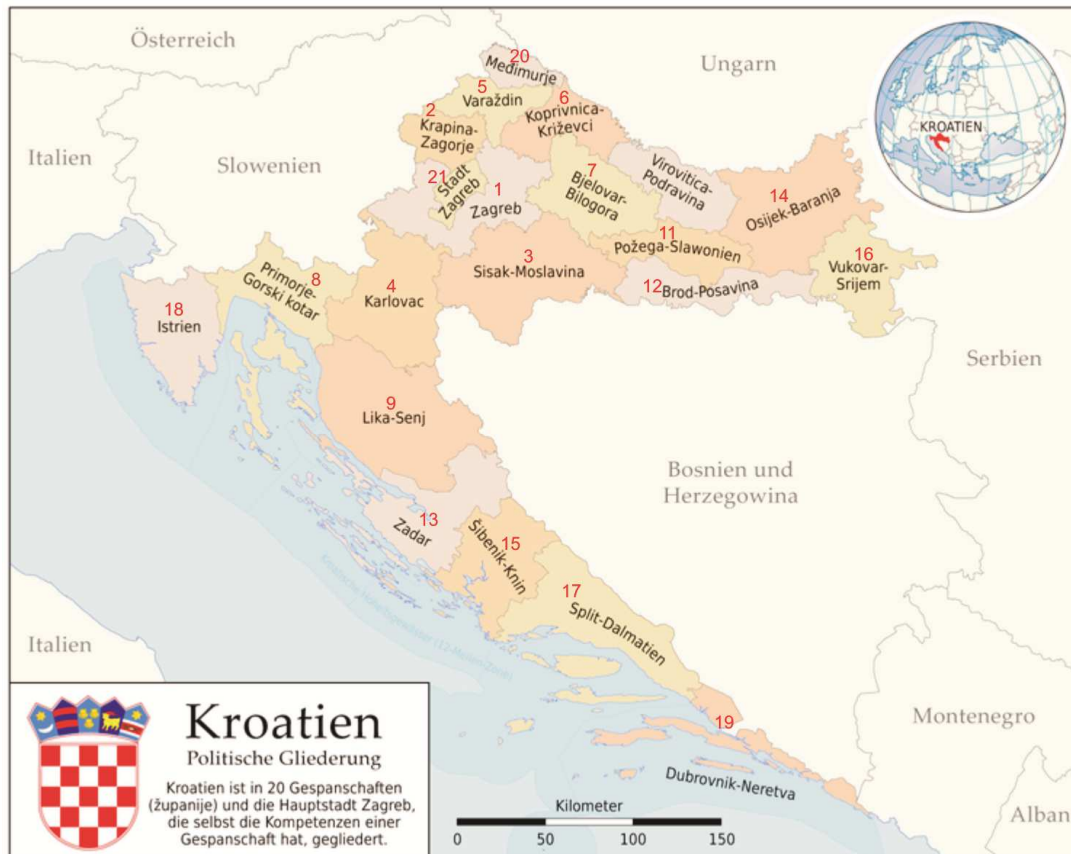 Österreich
Ungarn
Italien
Slowenien
KROATIEN
20
Međimurje
5
Varaždin
2
Krapina-
Zagorje
6
Koprivnica-
Križevci
21
Stadt
Zagreb
1
Zagreb
7
Bjelovar-
Bilogora
Virovitica-
Podravina
14
Osijek-Baranja
11
Požega-Slawonien
3
Sisak-Moslavina
12
Brod-Posavina
16
Vukovar-
Srijem
8
Primorje-
Gorski kotar
4
Karlovac
18
Istrien
Serbien
9
Lika-Senj
Bosnien und
Herzegowina
13
Zadar
15
Šibenik-Knin
17
Split-Dalmatien
Kroatische Hoheitsgewässer (12-Meilen-Zone)
Italien
19
Dubrovnik-Neretva
Montenegro
Alban
Kroatien
Politische Gliederung
Kroatien ist in 20 Gespanschaften
(županije) und die Hauptstadt Zagreb,
die selbst die Kompetenzen einer
Gespanschaft hat, gegliedert.
Kilometer
0 50 100 150